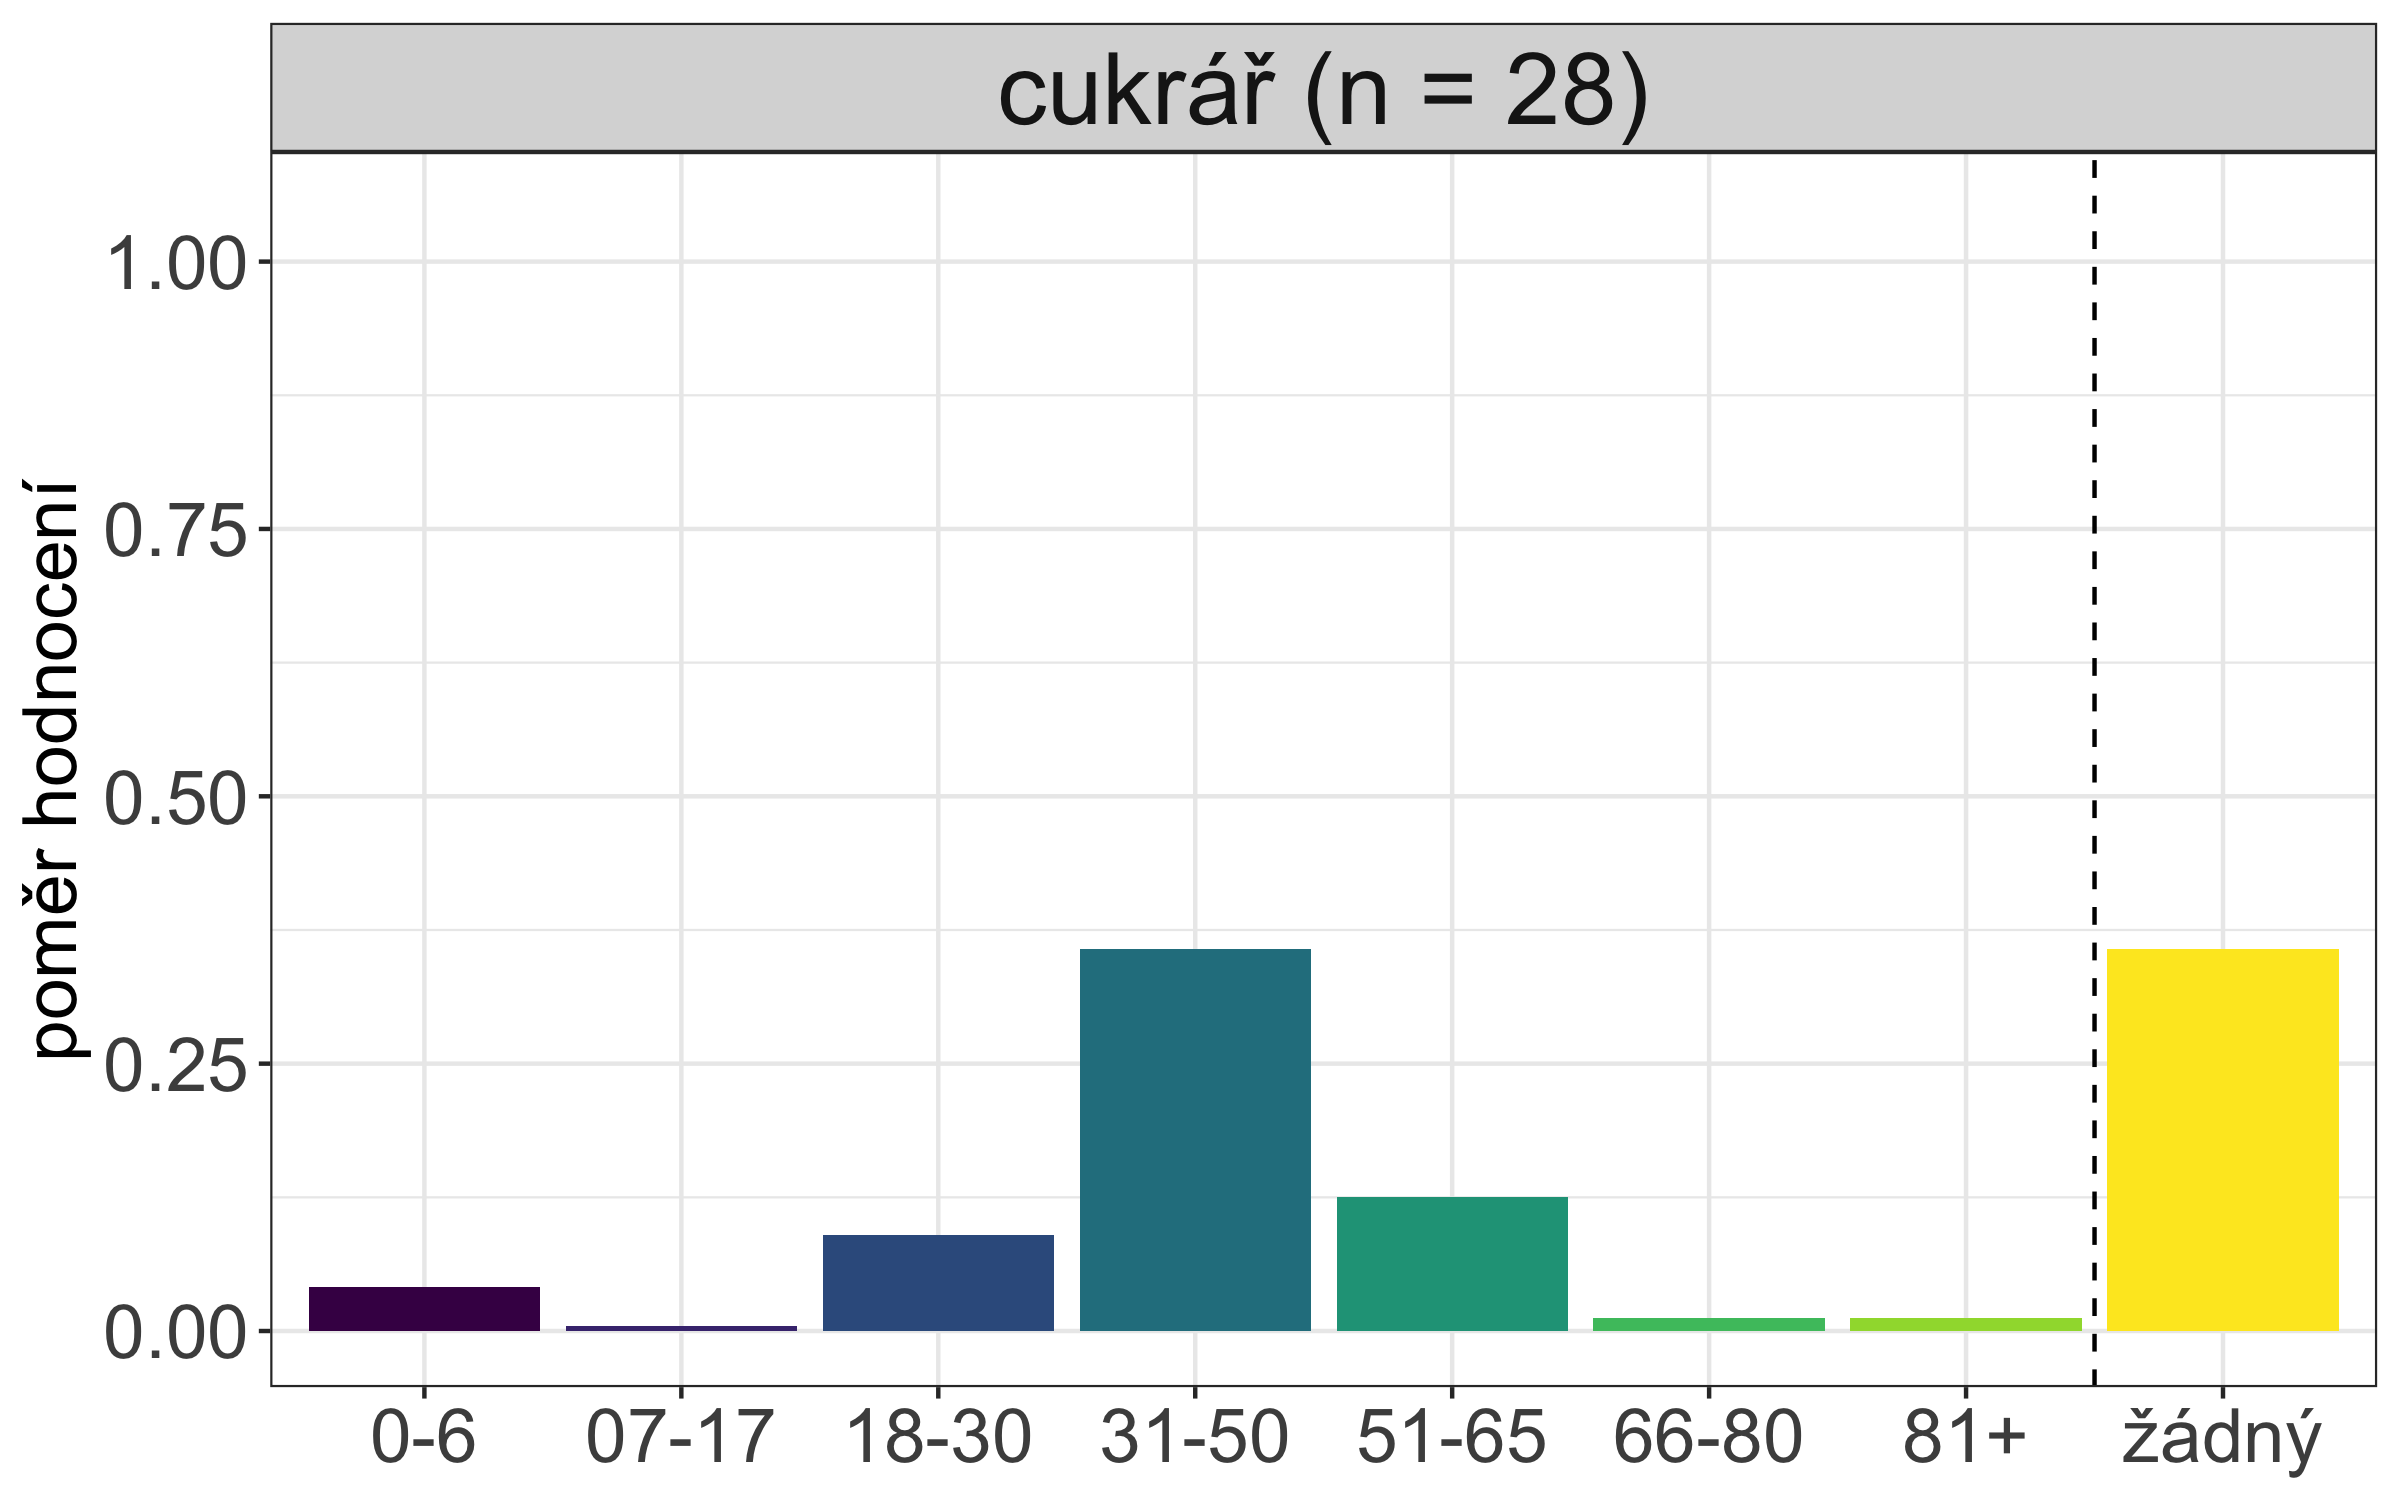 cukrář (n = 28)
poměr hodnocení
1.00
0.75
0.50
0.25
0.00
0-6 07-17 18-30 31-50 51-65 66-80 81+ žádný